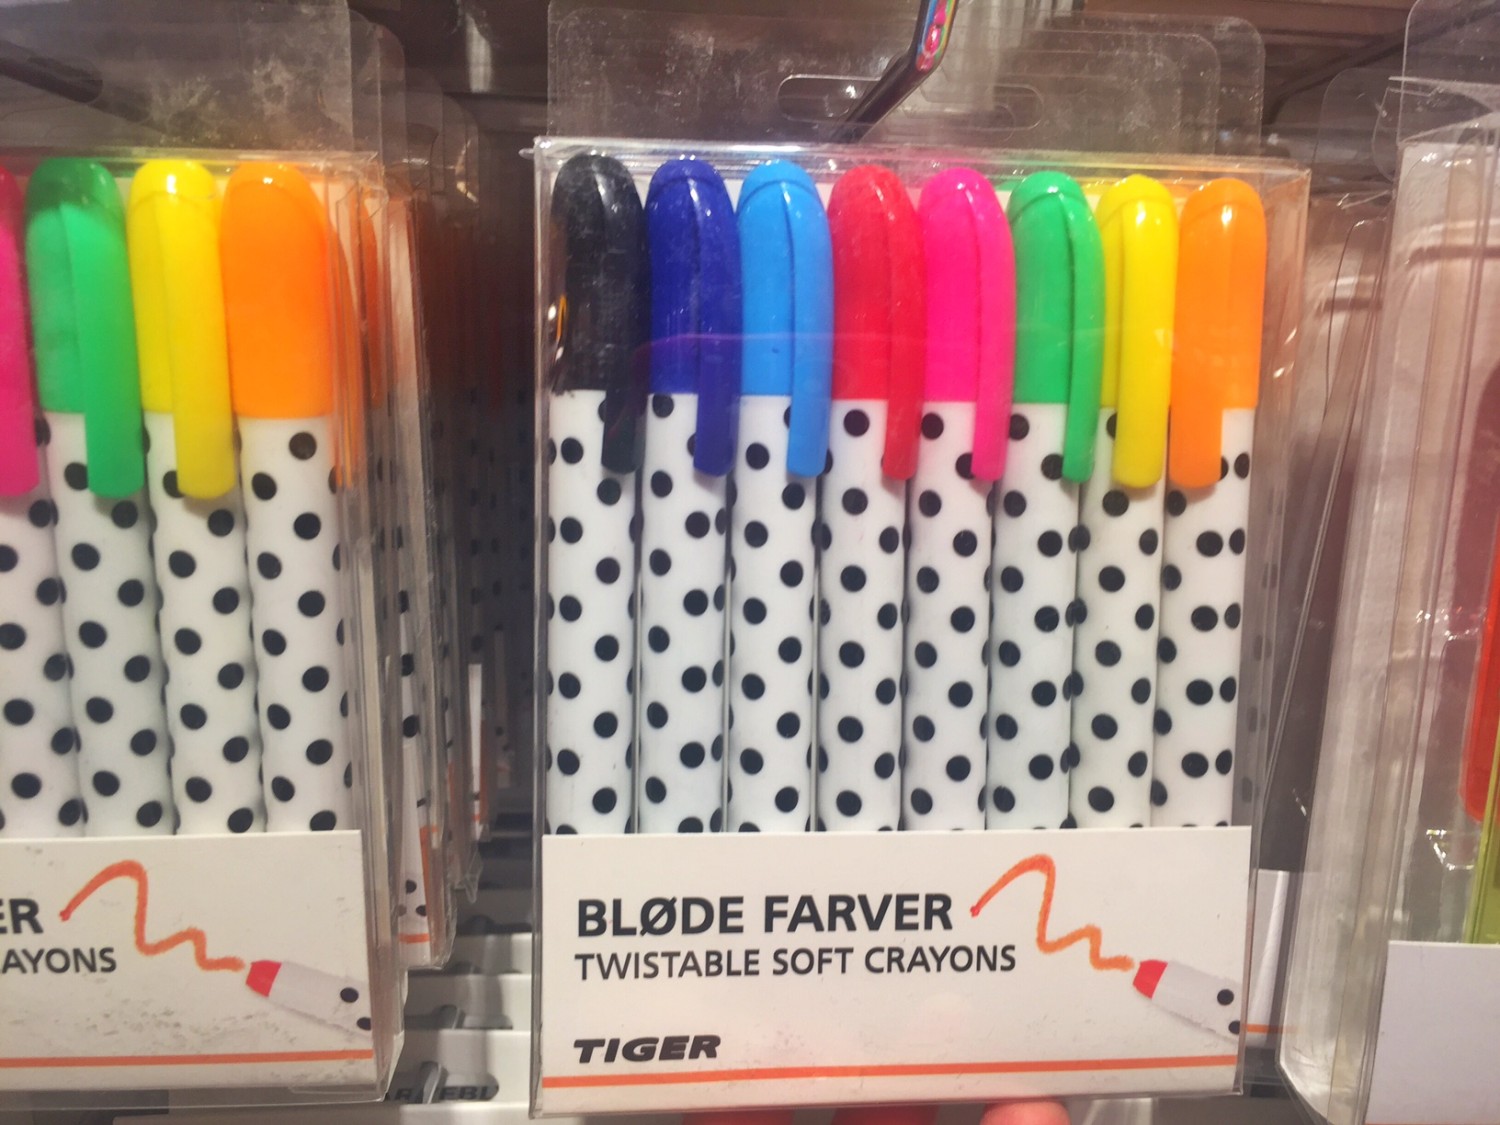 ER
AYONS
BLØDE FARVER
TWISTABLE SOFT CRAYONS
TIGER